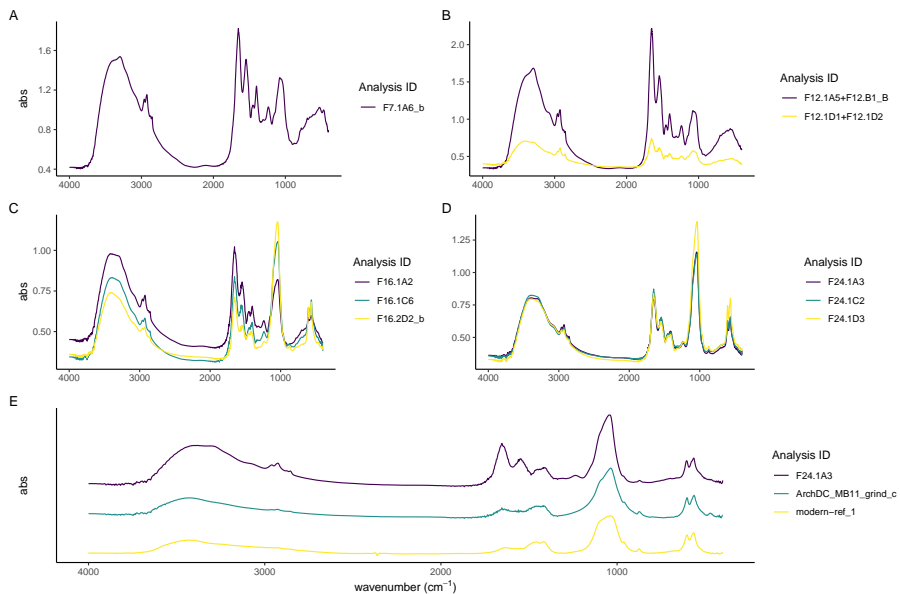 A
abs
1.6
1.2
0.8
0.4
4000 3000 2000 1000
Analysis ID
F7.1A6_b
B
2.0
1.5
1.0
0.5
4000 3000 2000 1000
Analysis ID
F12.1A5+F12.B1_B
F12.1D1+F12.1D2
C
abs
1.00
0.75
0.50
4000 3000 2000 1000
Analysis ID
F16.1A2
F16.1C6
F16.2D2_b
D
1.25
1.00
0.75
0.50
4000 3000 2000 1000
Analysis ID
F24.1A3
F24.1C2
F24.1D3
E
abs
4000 3000 2000 1000
wavenumber (cm⁻¹)
Analysis ID
F24.1A3
ArchDC_MB11_grind_c
modern−ref_1